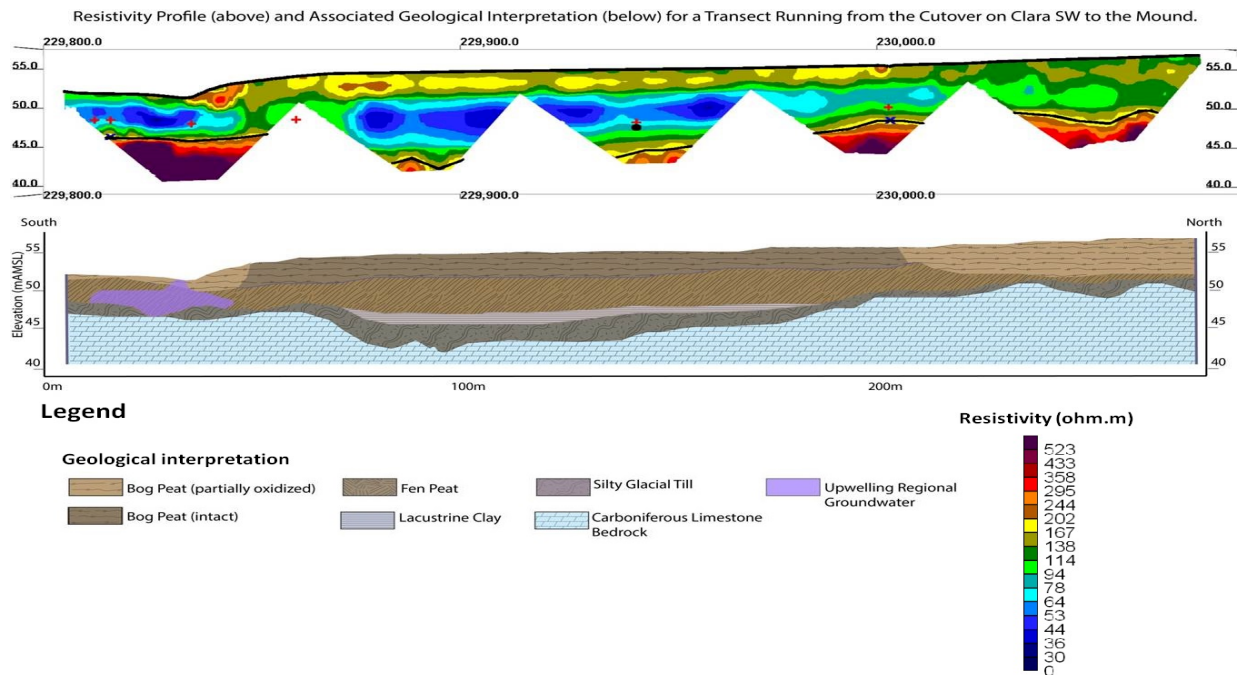 Resistivity Profile (above) and Associated Geological Interpretation (below) for a Transect Running from the Cutover on Clara SW to the Mound.
229,800.0 229,900.0 230,000.0
55.0 55.0
50.0 50.0
45.0 45.0
40.0 40.0
229,800.0 229,900.0 230,000.0
South North
Elevation (mAMSL)
55 55
50 50
45 45
40 40
0m 100m 200m
Legend
Resistivity (ohm.m)
Geological interpretation
Bog Peat (partially oxidized) Fen Peat Silty Glacial Till Upwelling Regional
Groundwater
Bog Peat (intact) Lacustrine Clay Carboniferous Limestone
Bedrock
523
433
358
295
244
202
167
138
114
94
78
64
53
44
36
30
0